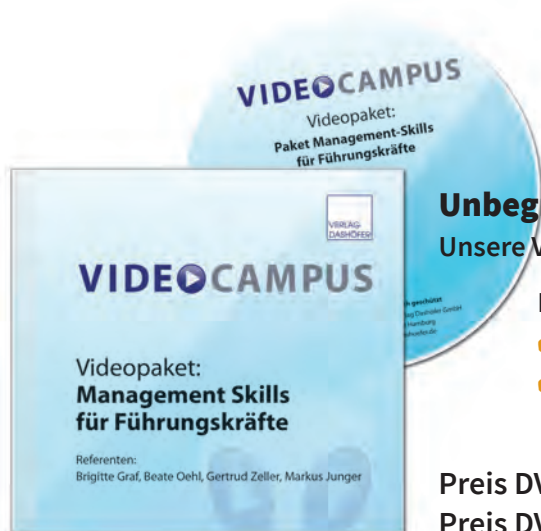 VIDEOCAMPUS
Videopaket:
Paket Management-Skills
für Führungskräfte
VERLAG
DASHÖFER
VIDEOCAMPUS
Videopaket:
Management Skills
für Führungskräfte
Referenten:
Brigitte Graf, Beate Oehl, Gertrud Zeller, Markus Junger
Unbeg
Unsere V
Preis DV
Preis DV